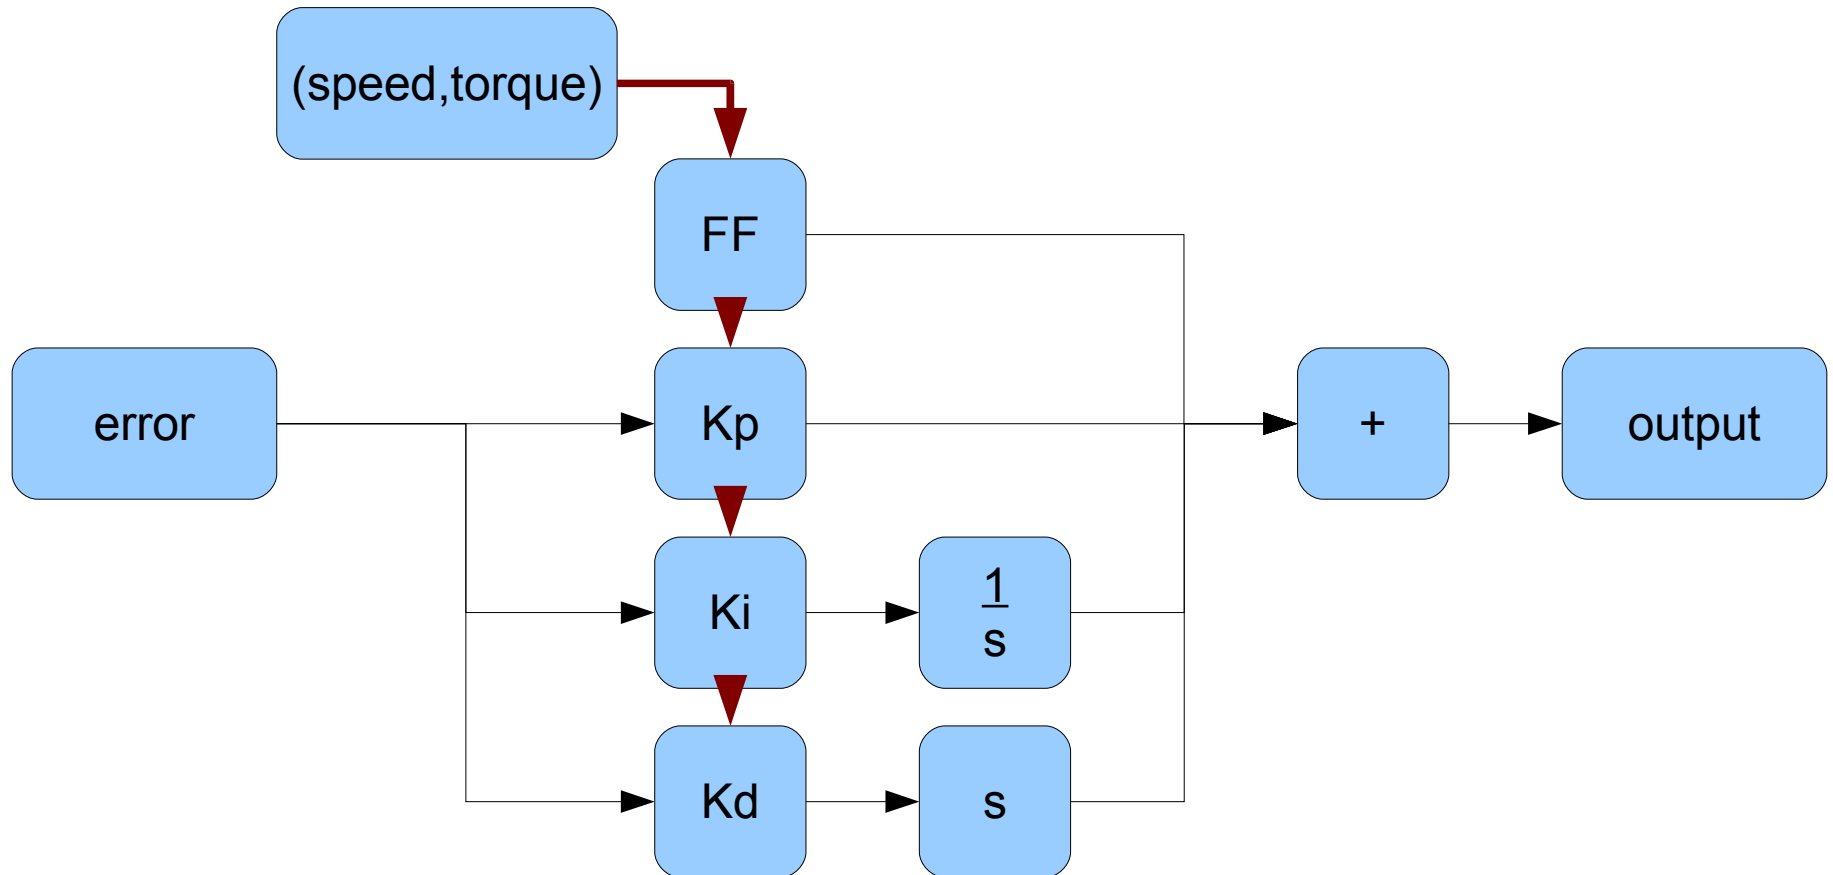 (speed,torque)
FF
error
Kp
+
output
Ki
1
s
Kd
s